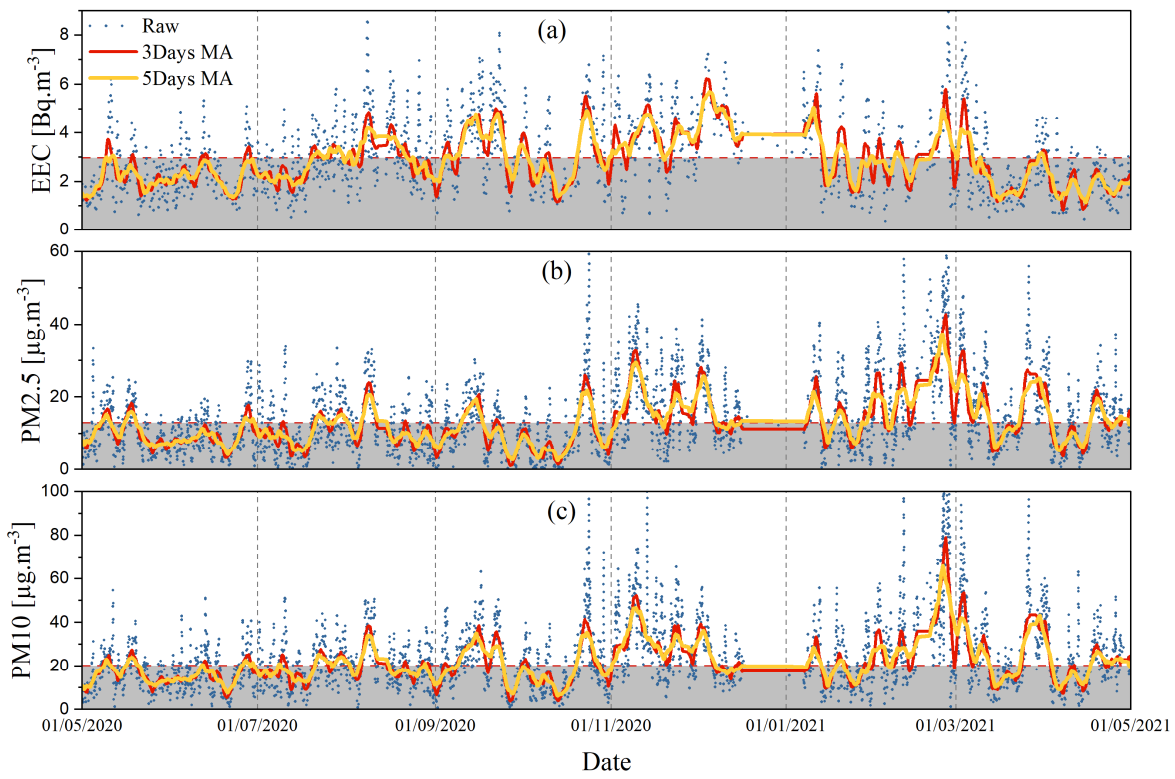 (a)
Raw
3Days MA
5Days MA
EEC [Bq.m⁻³]
8
6
4
2
0
(b)
PM2.5 [µg.m⁻³]
60
40
20
10
0
(c)
PM10 [µg.m⁻³]
100
80
60
40
20
0
01/05/2020 01/07/2020 01/09/2020 01/11/2020 01/01/2021 01/03/2021 01/05/2021
Date